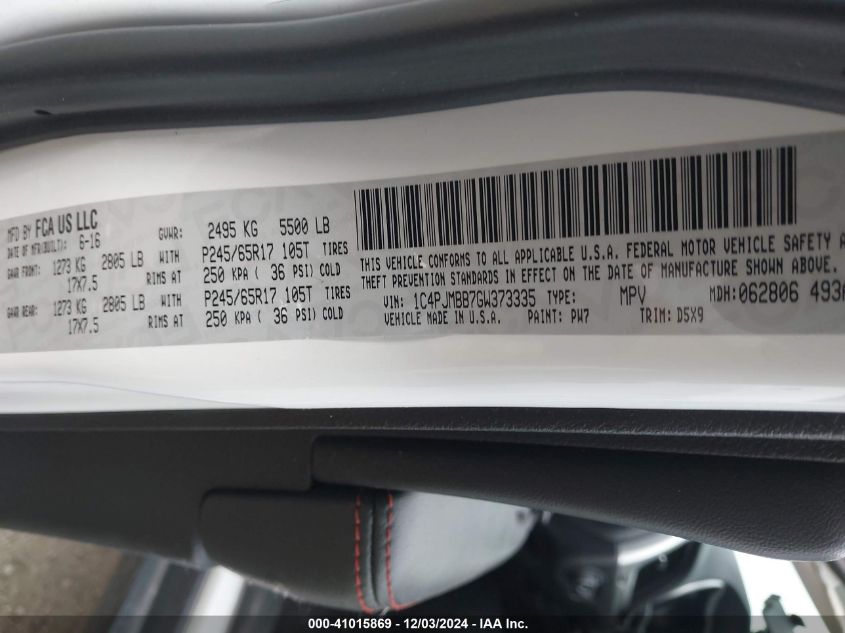 MFD BY FCA US LLC
DATE OF MFR(BUILT): 6-16 GVWR: 2495 KG 5500 LB
GAWR FRONT: 1273 KG 2805 LB WITH P245/65R17 105T TIRES
17X7.5 RIMS AT 250 KPA ( 36 PSI) COLD
GAWR REAR: 1273 KG 2805 LB WITH P245/65R17 105T TIRES
17X7.5 RIMS AT 250 KPA ( 36 PSI) COLD
THIS VEHICLE CONFORMS TO ALL APPLICABLE U.S.A. FEDERAL MOTOR VEHICLE SAFETY A
THEFT PREVENTION STANDARDS IN EFFECT ON THE DATE OF MANUFACTURE SHOWN ABOVE.
VIN: 1C4PJMBB7GW373335 TYPE: MPV MDH:062806 493
VEHICLE MADE IN U.S.A. PAINT: PW7 TRIM: D5X9
000-41015869 - 12/03/2024 - IAA Inc.